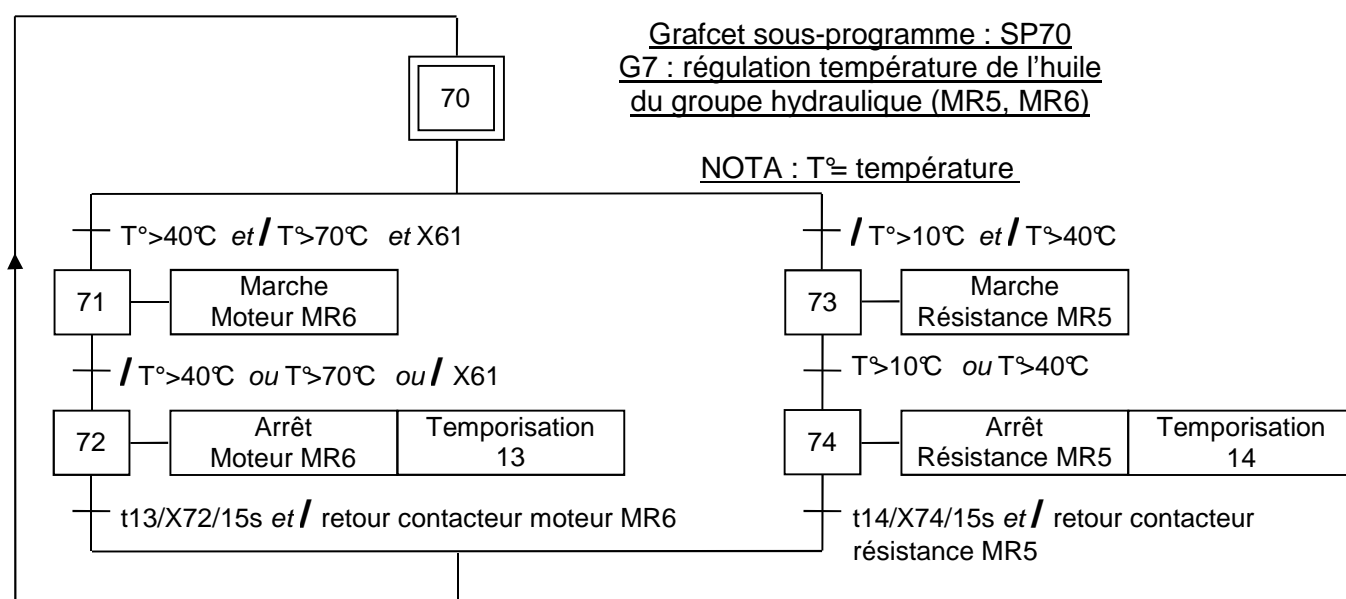 Grafcet sous-programme : SP70
G7 : régulation température de l'huile
du groupe hydraulique (MR5, MR6)
70
NOTA : T°= température
T°>40°C et / T°>70°C et X61
/ T°>10°C et / T°>40°C
71
Marche
Moteur MR6
73
Marche
Résistance MR5
/ T°>40°C ou T°>70°C ou / X61
T°>10°C ou T°>40°C
72
Arrêt
Moteur MR6
Temporisation
13
74
Arrêt
Résistance MR5
Temporisation
14
t13/X72/15s et / retour contacteur moteur MR6
t14/X74/15s et / retour contacteur
résistance MR5